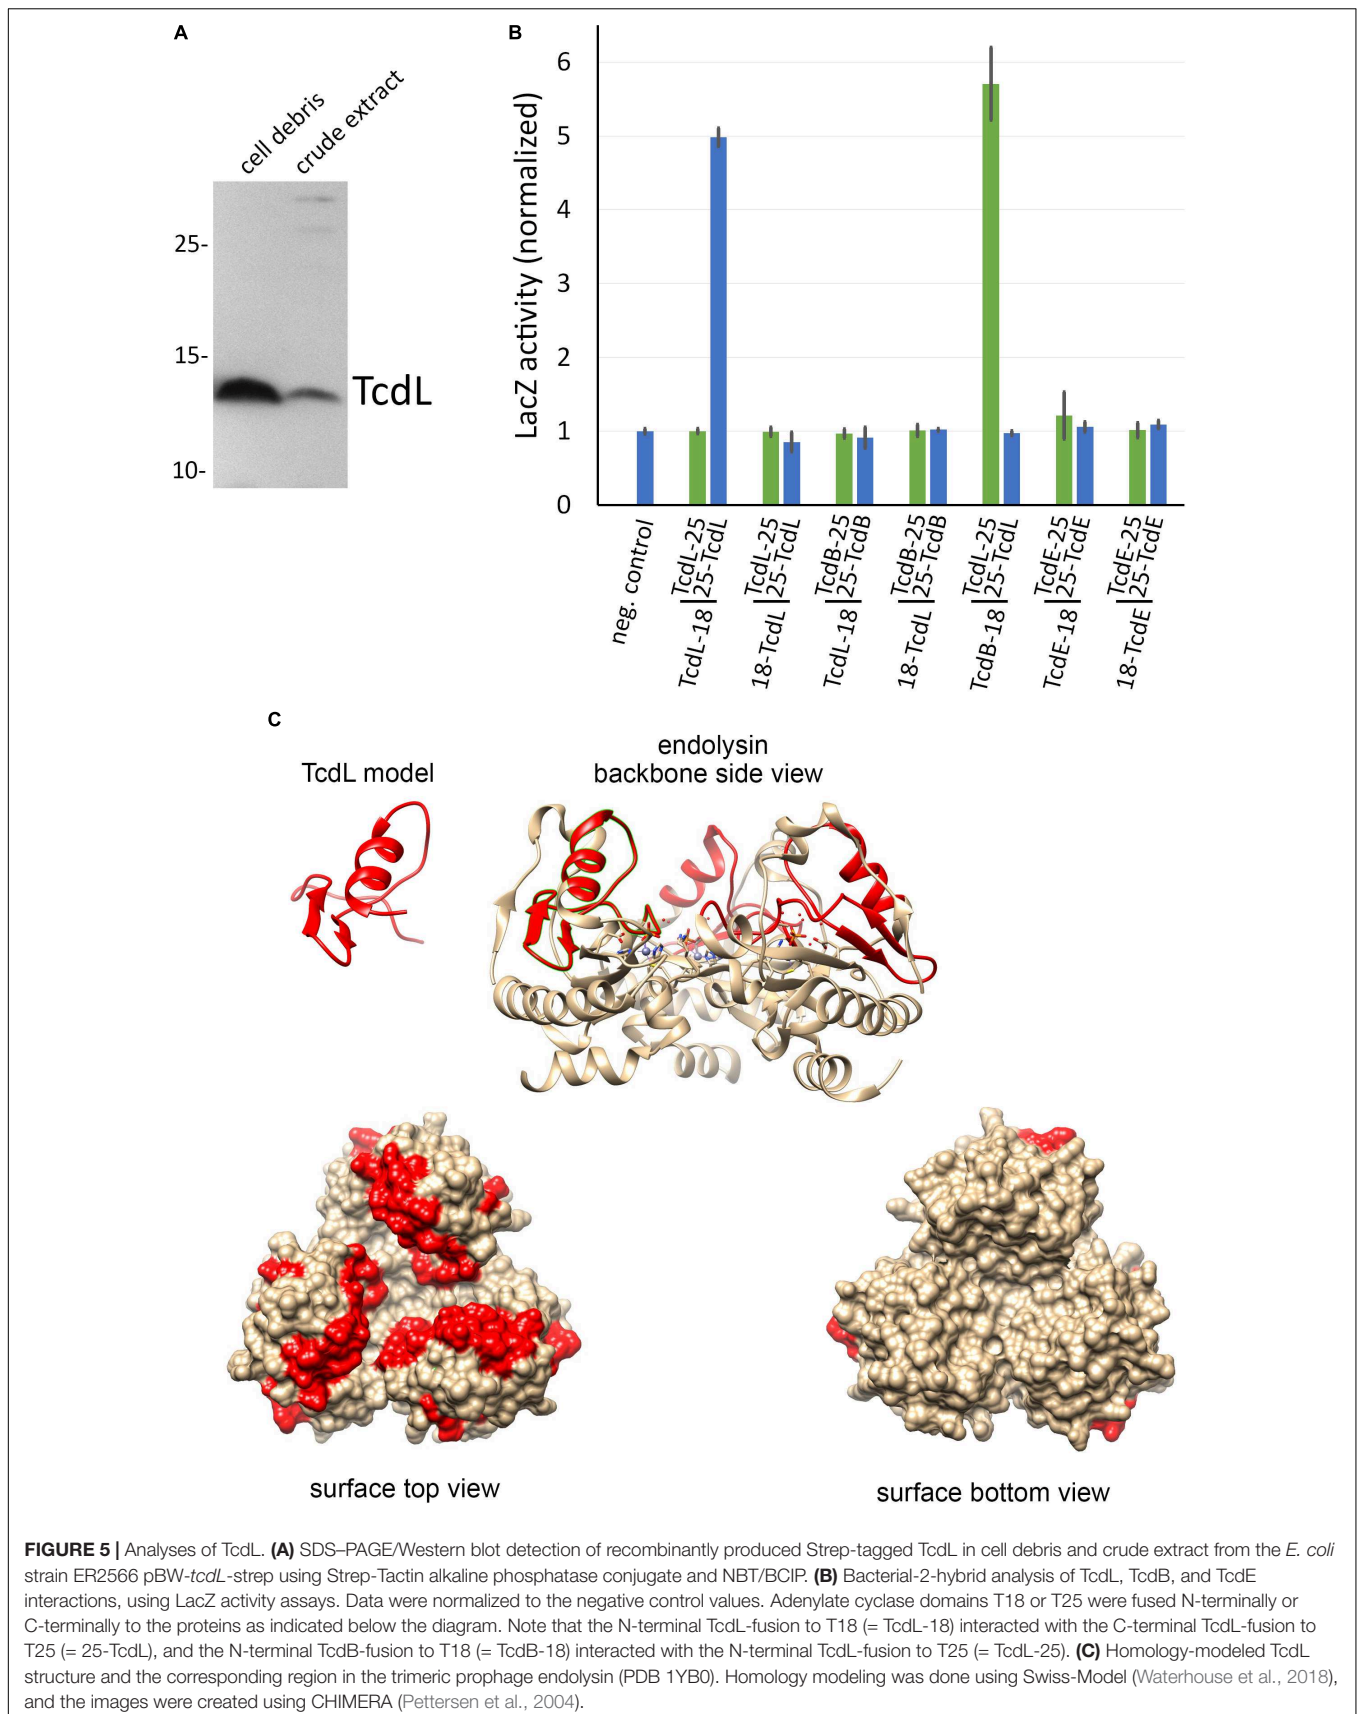 A
cell debris
crude extract
25-
15-
10-
TcdL
B
LacZ activity (normalized)
6
5
4
3
2
1
0
neg. control
TcdL-18
TcdL-25
25-TcdL
18-TcdL
TcdL-25
25-TcdL
TcdL-18
TcdB-25
25-TcdB
18-TcdL
TcdB-25
25-TcdB
TcdB-18
TcdL-25
25-TcdL
TcdE-18
TcdE-25
25-TcdE
18-TcdE
TcdE-25
25-TcdE
C
TcdL model
endolysin
backbone side view
surface top view
surface bottom view
FIGURE 5 | Analyses of TcdL. (A) SDS–PAGE/Western blot detection of recombinantly produced Strep-tagged TcdL in cell debris and crude extract from the E. coli
strain ER2566 pBW-tcdL-strep using Strep-Tactin alkaline phosphatase conjugate and NBT/BCIP. (B) Bacterial-2-hybrid analysis of TcdL, TcdB, and TcdE
interactions, using LacZ activity assays. Data were normalized to the negative control values. Adenylate cyclase domains T18 or T25 were fused N-terminally or
C-terminally to the proteins as indicated below the diagram. Note that the N-terminal TcdL-fusion to T18 (= TcdL-18) interacted with the C-terminal TcdL-fusion to
T25 (= 25-TcdL), and the N-terminal TcdB-fusion to T18 (= TcdB-18) interacted with the N-terminal TcdL-fusion to T25 (= TcdL-25). (C) Homology-modeled TcdL
structure and the corresponding region in the trimeric prophage endolysin (PDB 1YB0). Homology modeling was done using Swiss-Model (Waterhouse et al., 2018),
and the images were created using CHIMERA (Pettersen et al., 2004).